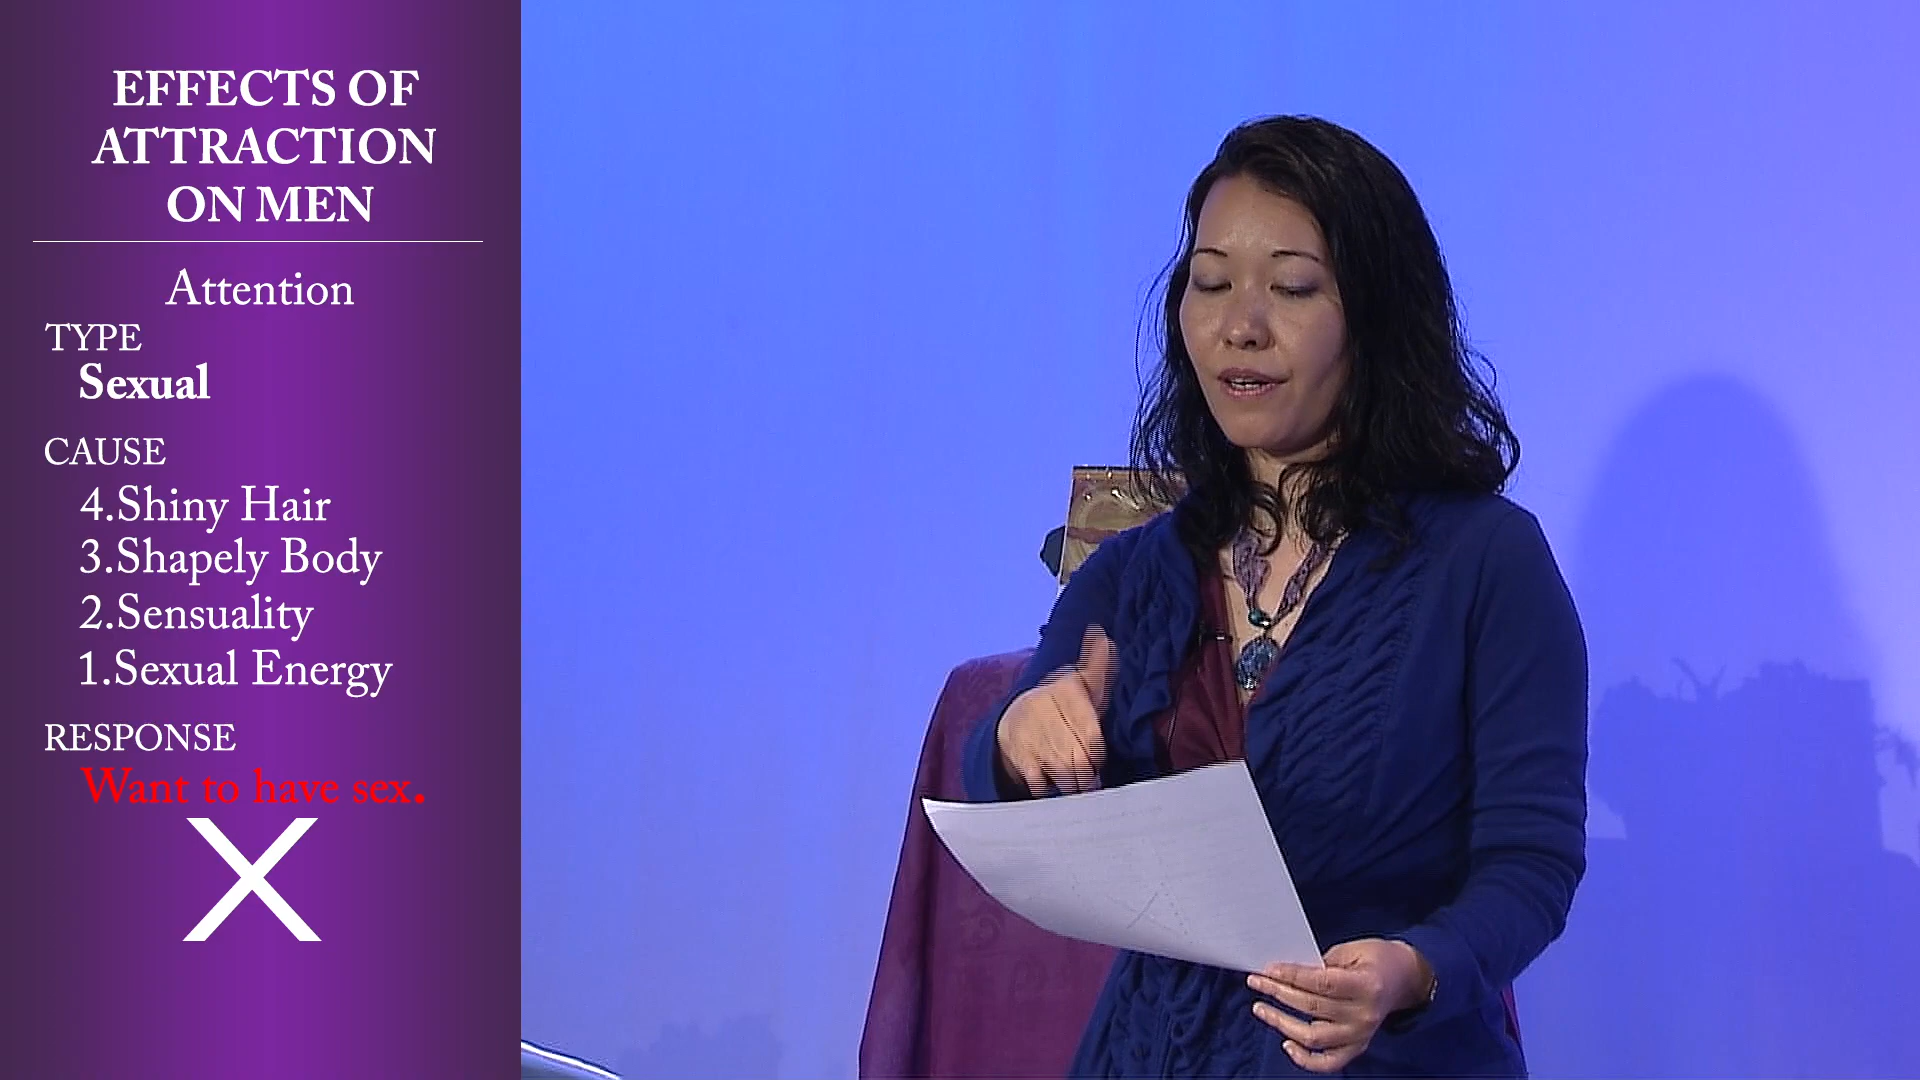 EFFECTS OF
ATTRACTION
ON MEN
Attention
TYPE
Sexual
CAUSE
4.Shiny Hair
3.Shapely Body
2.Sensuality
1.Sexual Energy
RESPONSE
Want to have sex.
X